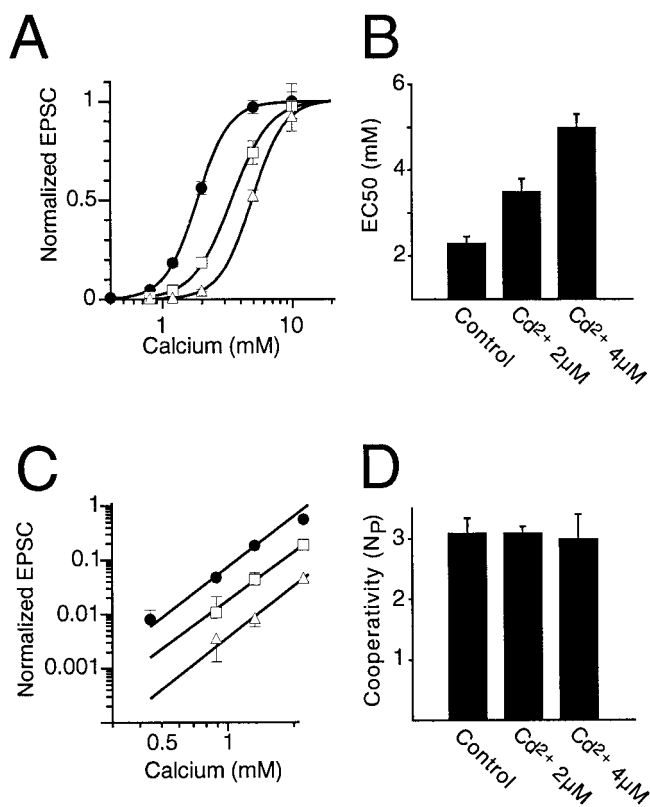 A
Normalized EPSC
1
0.5
0
1
10
Calcium (mM)
B
EC50 (mM)
6
4
2
Control
Cd2+ 2µM
Cd2+ 4µM
C
Normalized EPSC
1
0.1
0.01
0.001
0.5
1
Calcium (mM)
D
Cooperativity (NP)
3
2
1
Control
Cd2+ 2µM
Cd2+ 4µM